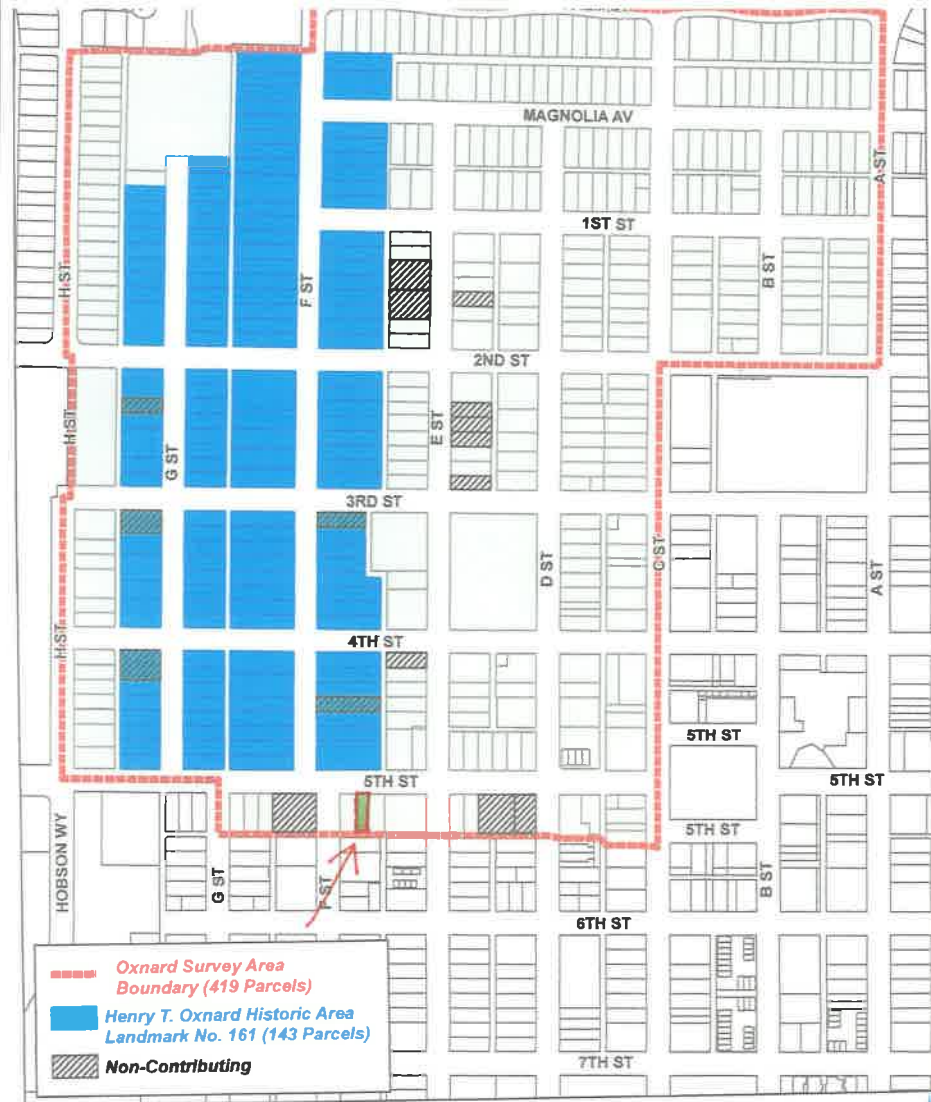 MAGNOLIA AV
A ST
1ST ST
H ST
F ST
B ST
2ND ST
E ST
H ST
G ST
3RD ST
D ST
C ST
A ST
4TH ST
H ST
5TH ST
5TH ST
5TH ST
5TH ST
HOBSON WY
G ST
F ST
B ST
6TH ST
7TH ST
Oxnard Survey Area
Boundary (419 Parcels)
Henry T. Oxnard Historic Area
Landmark No. 161 (143 Parcels)
Non-Contributing